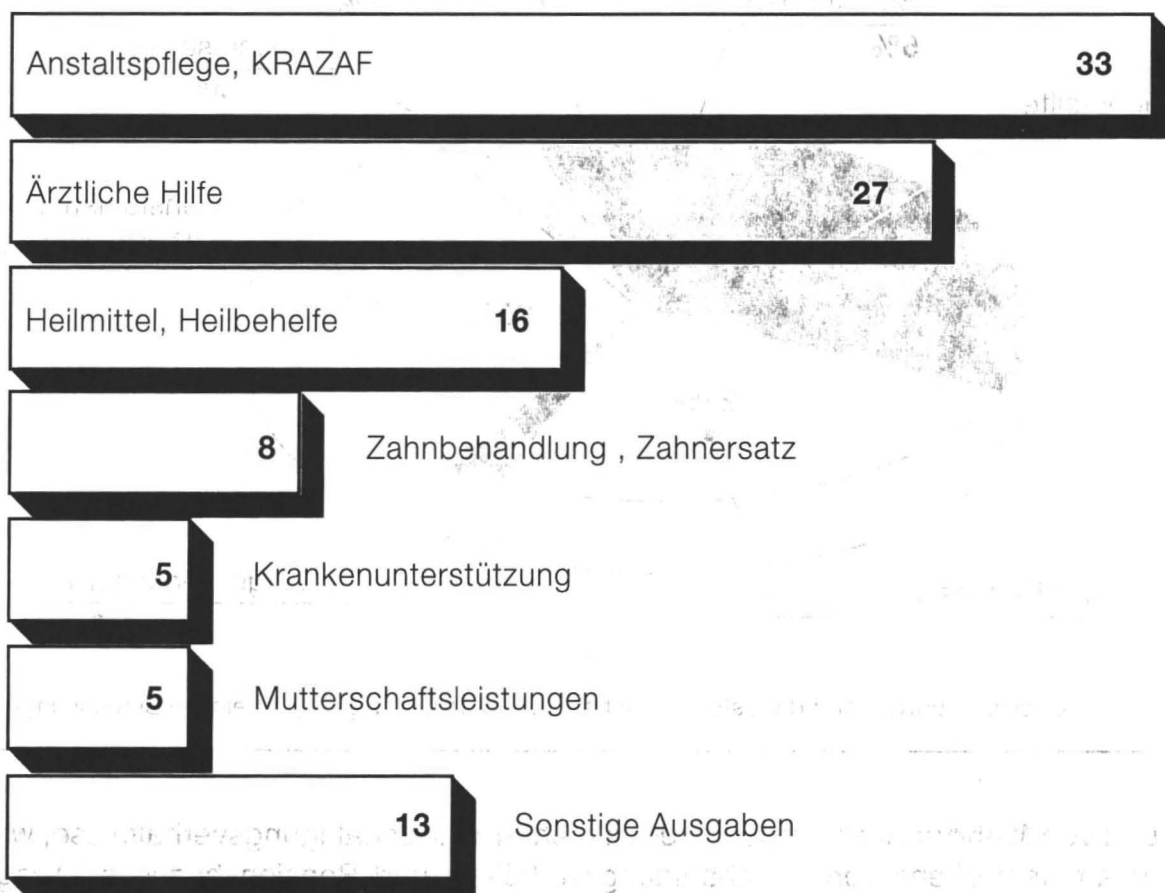 Anstaltspflege, KRAZAF 33
Ärztliche Hilfe 27
Heilmittel, Heilbehelfe 16
8 Zahnbehandlung , Zahnersatz
5 Krankenunterstützung
5 Mutterschaftsleistungen
13 Sonstige Ausgaben